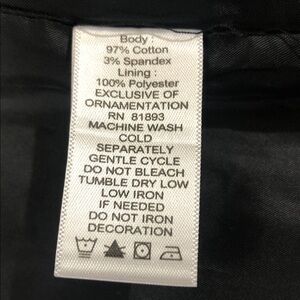 Body :
97% Cotton
3% Spandex
Lining :
100% Polyester
EXCLUSIVE OF
ORNAMENTATION
RN 81893
MACHINE WASH
COLD
SEPARATELY
GENTLE CYCLE
DO NOT BLEACH
TUMBLE DRY LOW
LOW IRON
IF NEEDED
DO NOT IRON
DECORATION